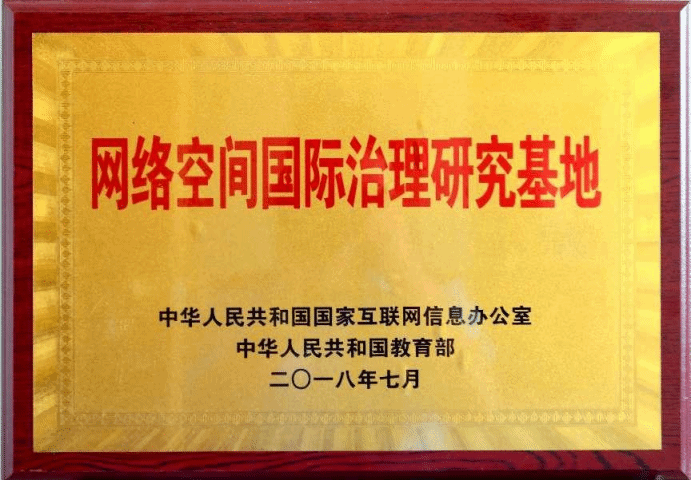 网络空间国际治理研究基地
中华人民共和国国家互联网信息办公室
中华人民共和国教育部
二〇一八年七月